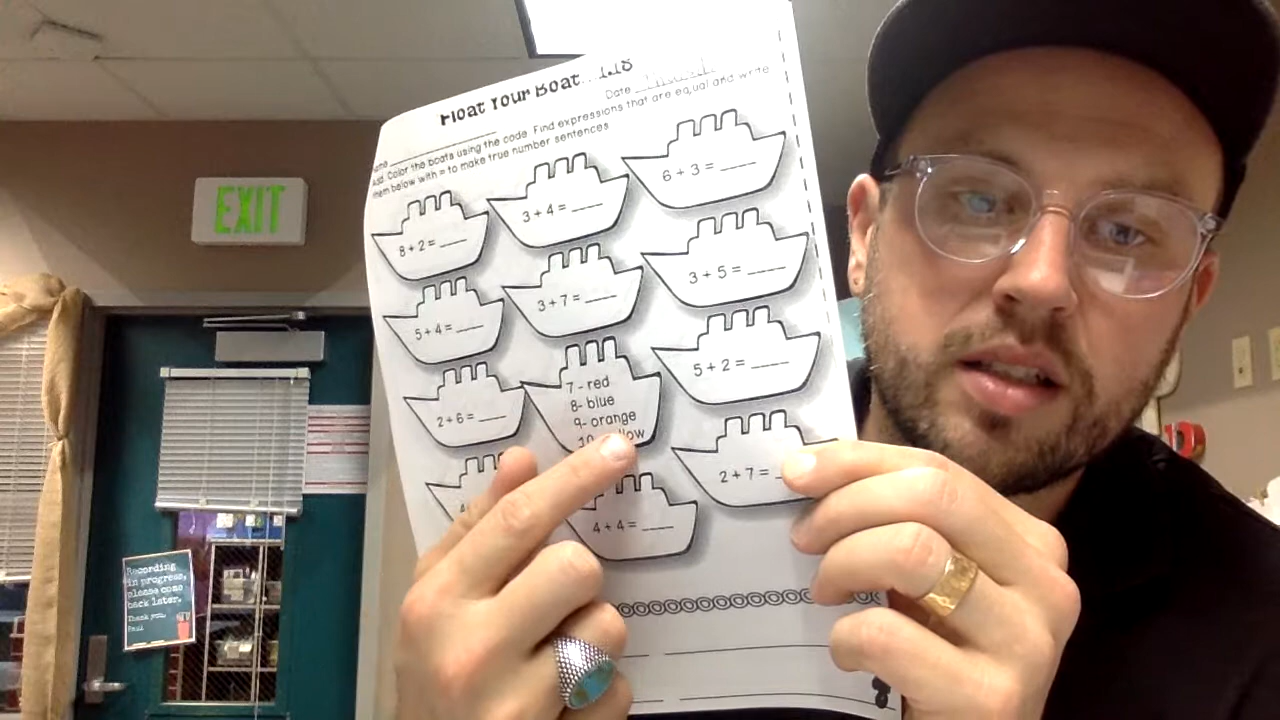 EXIT
Float Your Boat 1.18
Date
Add. Color the boats using the code. Find expressions that are equal and write
them below with = to make true number sentences.
8 + 2 = ____
3 + 4 = ____
6 + 3 = ____
5 + 4 = ____
3 + 7 = ____
3 + 5 = ____
2 + 6 = ____
7 - red
8- blue
9- orange
10
5 + 2 = ____
2 + 7 =
4 + 4 = ____
Recording
in progress,
please come
back later.
Thank you,